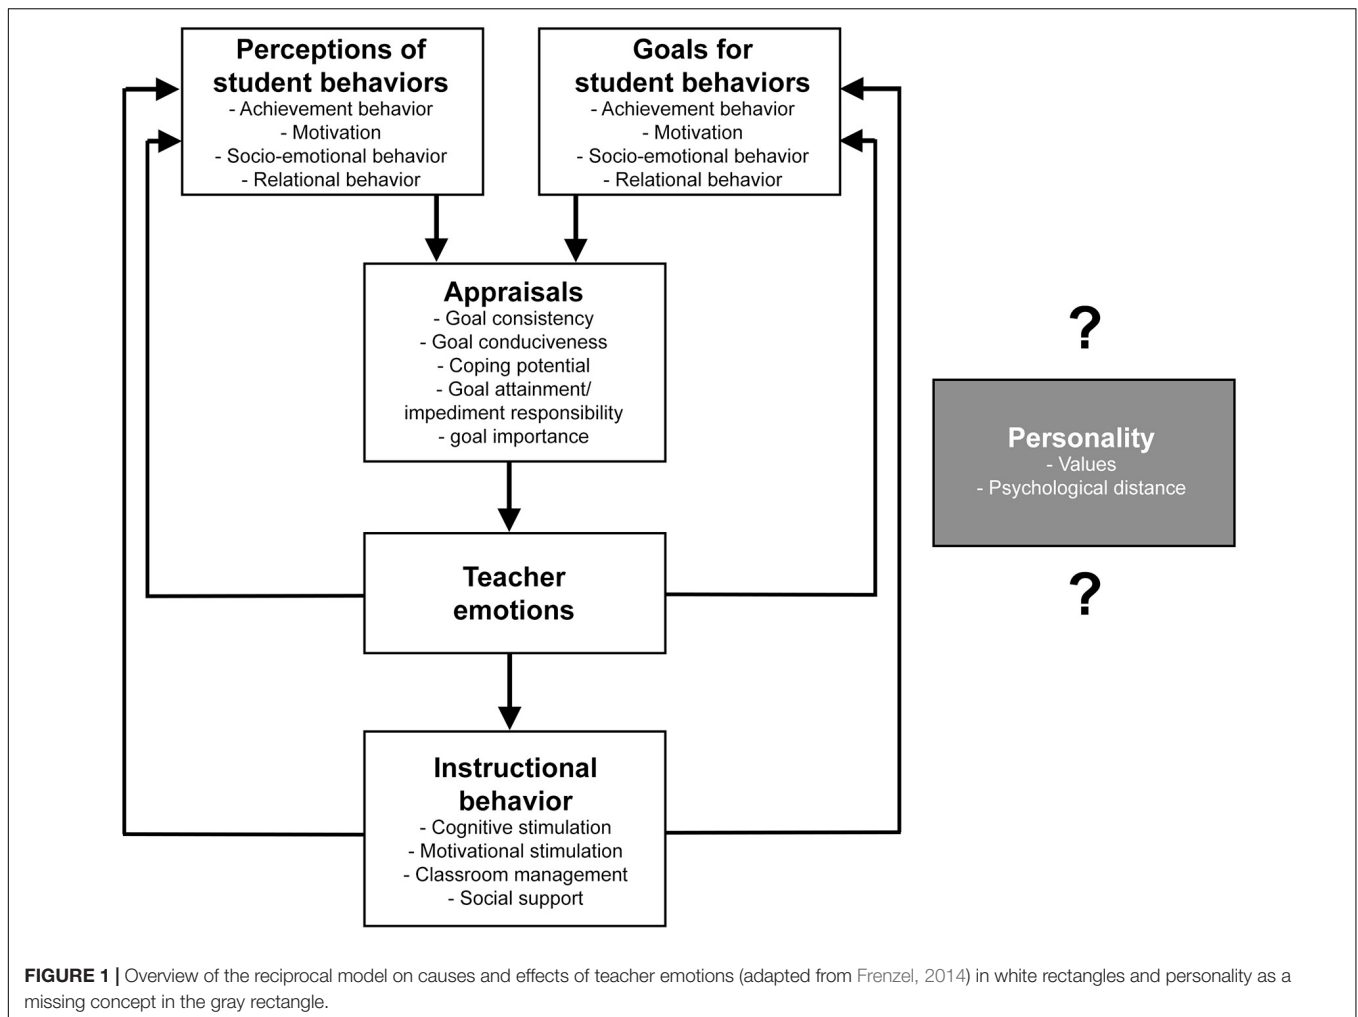 Perceptions of
student behaviors
- Achievement behavior
- Motivation
- Socio-emotional behavior
- Relational behavior
Goals for
student behaviors
- Achievement behavior
- Motivation
- Socio-emotional behavior
- Relational behavior
Appraisals
- Goal consistency
- Goal conduciveness
- Coping potential
- Goal attainment/
impediment responsibility
- goal importance
?
Personality
- Values
- Psychological distance
?
Teacher
emotions
Instructional
behavior
- Cognitive stimulation
- Motivational stimulation
- Classroom management
- Social support
FIGURE 1 | Overview of the reciprocal model on causes and effects of teacher emotions (adapted from Frenzel, 2014) in white rectangles and personality as a
missing concept in the gray rectangle.